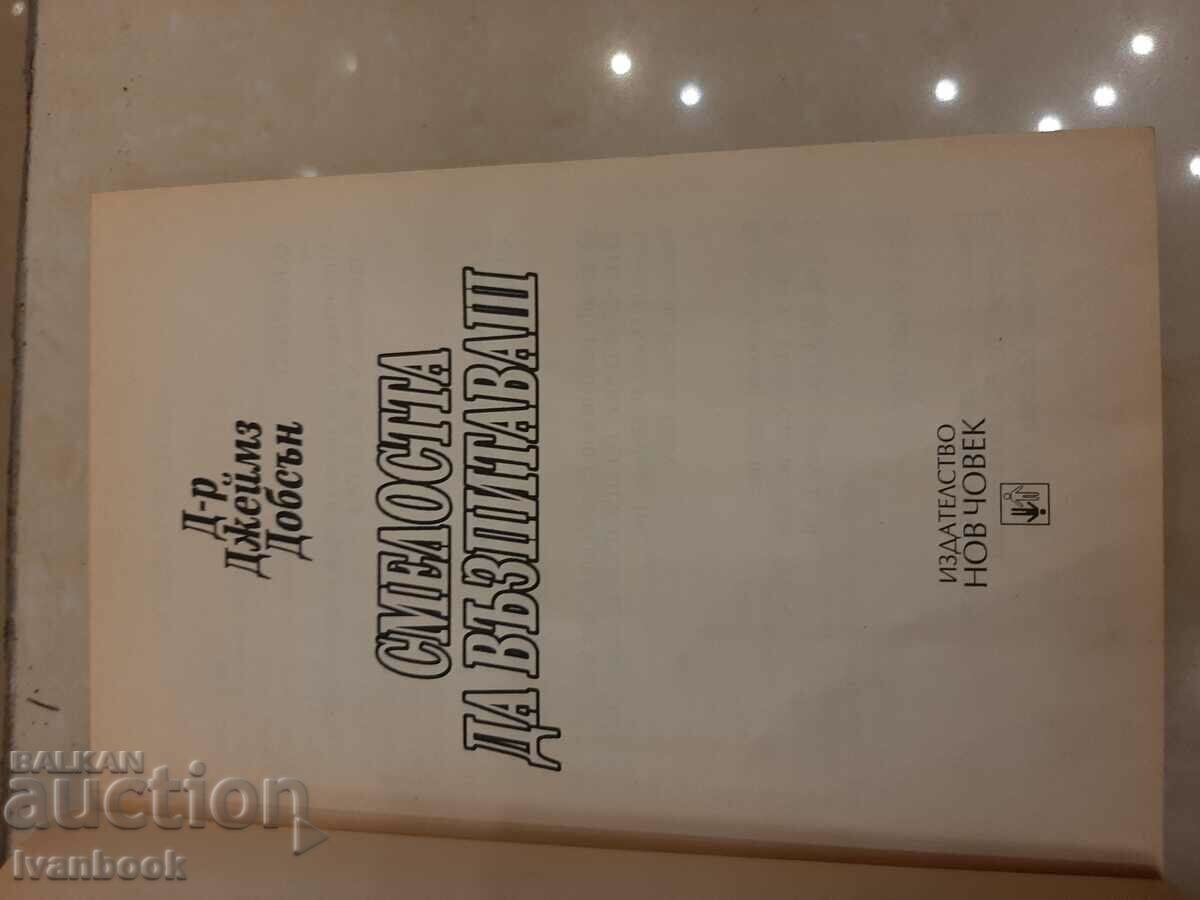 Д-р
Джеймз
Добсън
СМЕЛОСТТА
ДА ВЪЗПИТАВАШ
ИЗДАТЕЛСТВО
НОВ ЧОВЕК
BALKAN
auction
Ivanbook